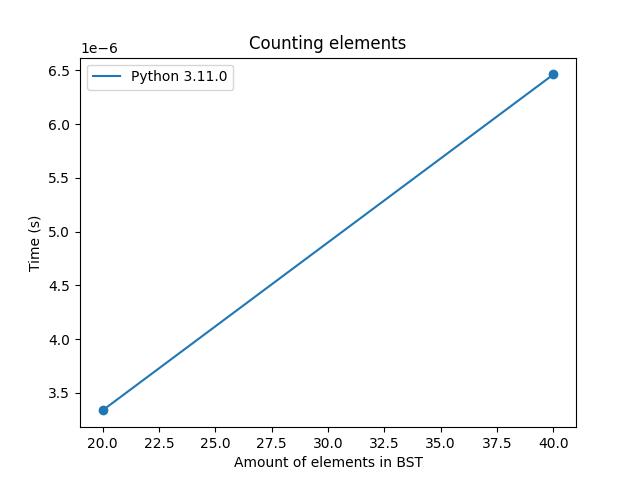 Counting elements
1e−6
Python 3.11.0
6.5
6.0
5.5
5.0
4.5
4.0
3.5
Time (s)
20.0 22.5 25.0 27.5 30.0 32.5 35.0 37.5 40.0
Amount of elements in BST